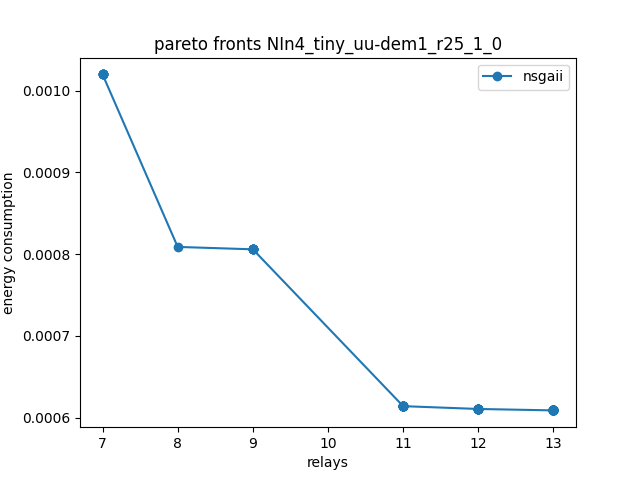 pareto fronts NIn4_tiny_uu-dem1_r25_1_0
nsgaii
0.0010
0.0009
0.0008
0.0007
0.0006
energy consumption
7 8 9 10 11 12 13
relays